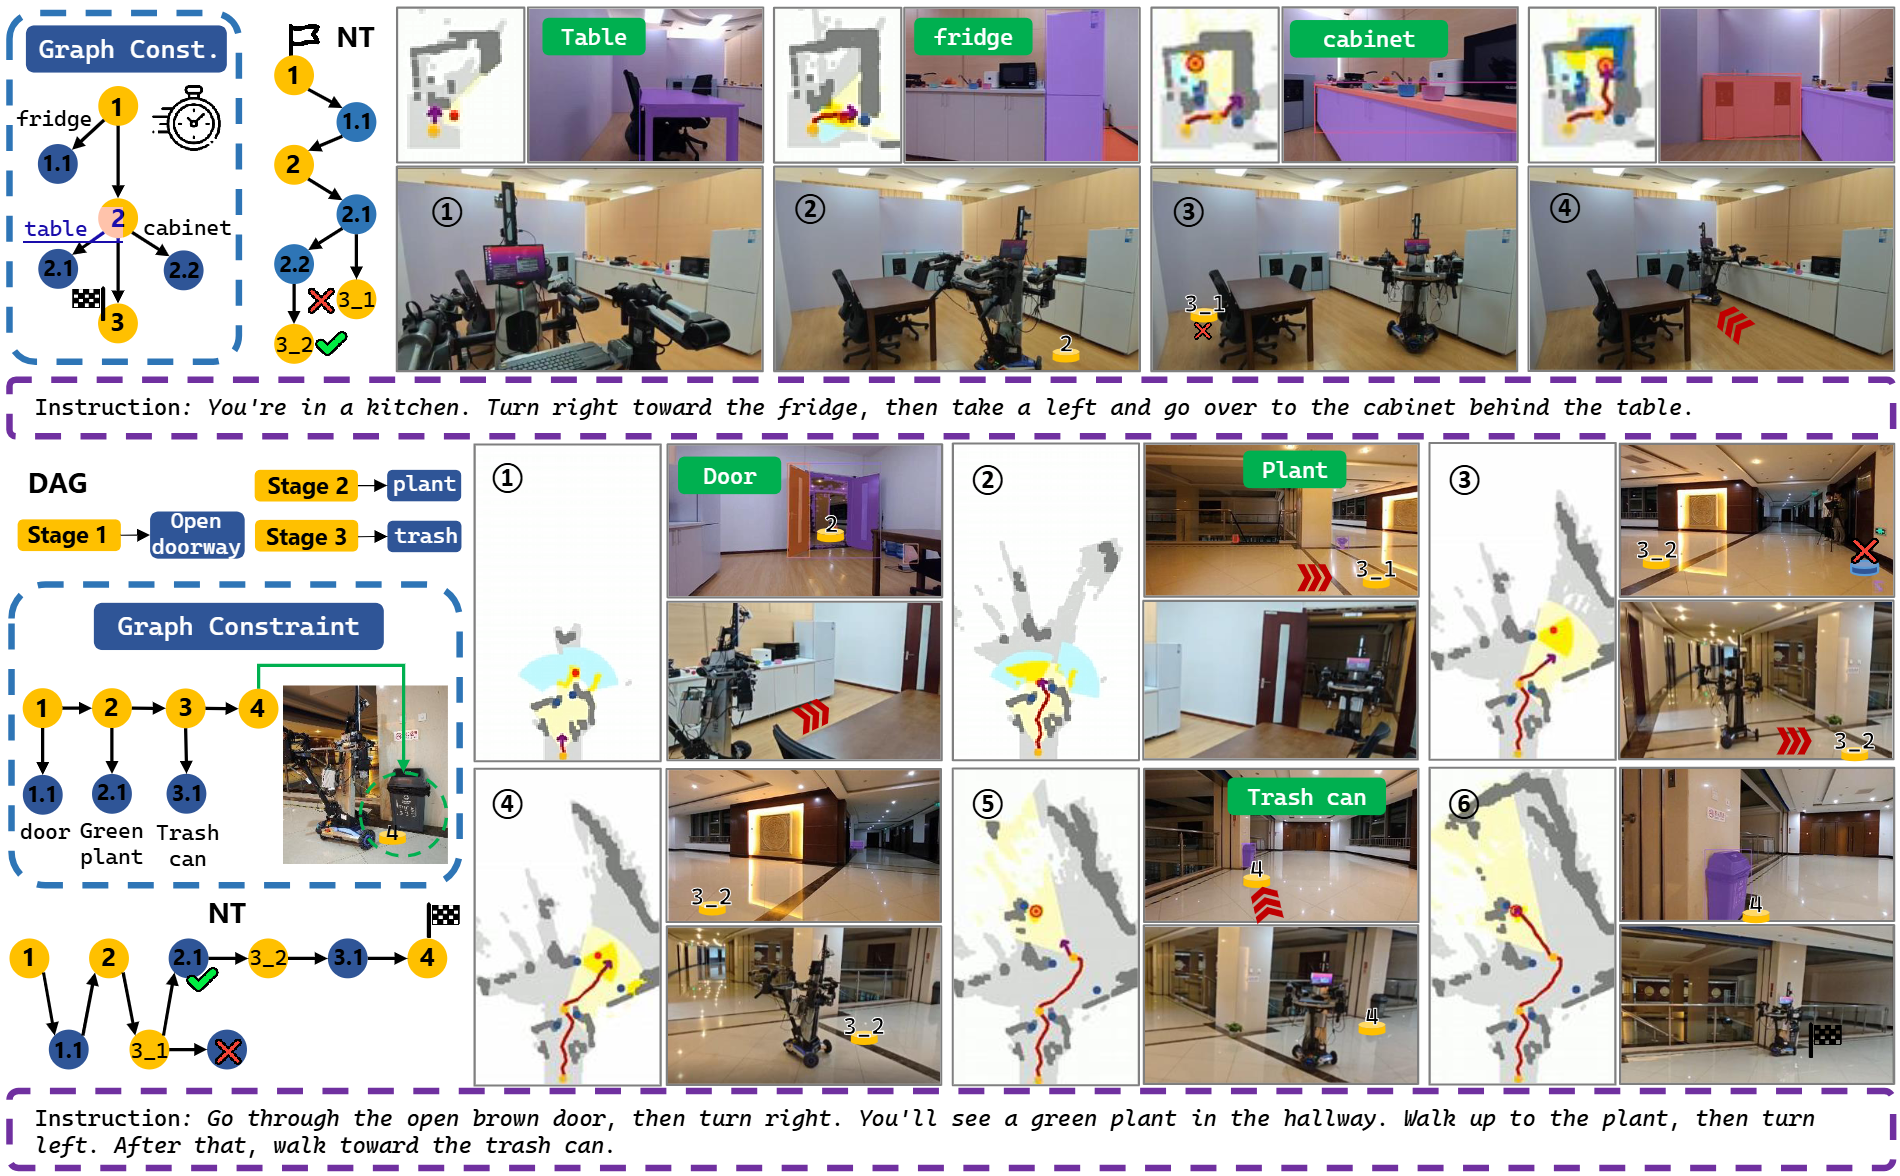 Graph Const.
fridge
1
1.1
2
table
cabinet
2.1
2.2
3
NT
1
1.1
2
2.1
2.2
3_1
3_2
Table
fridge
cabinet
①
②
2
③
3_1
④
Instruction: You're in a kitchen. Turn right toward the fridge, then take a left and go over to the cabinet behind the table.
DAG
Stage 1
Open
doorway
Stage 2
plant
Stage 3
trash
Graph Constraint
1
2
3
4
1.1
2.1
3.1
door
Green
plant
Trash
can
4
NT
1
2
2.1
3_2
3.1
4
1.1
3_1
①
Door
2
②
Plant
3_1
③
3_2
3_2
④
3_2
3_2
⑤
Trash can
4
4
⑥
4
Instruction: Go through the open brown door, then turn right. You'll see a green plant in the hallway. Walk up to the plant, then turn
left. After that, walk toward the trash can.